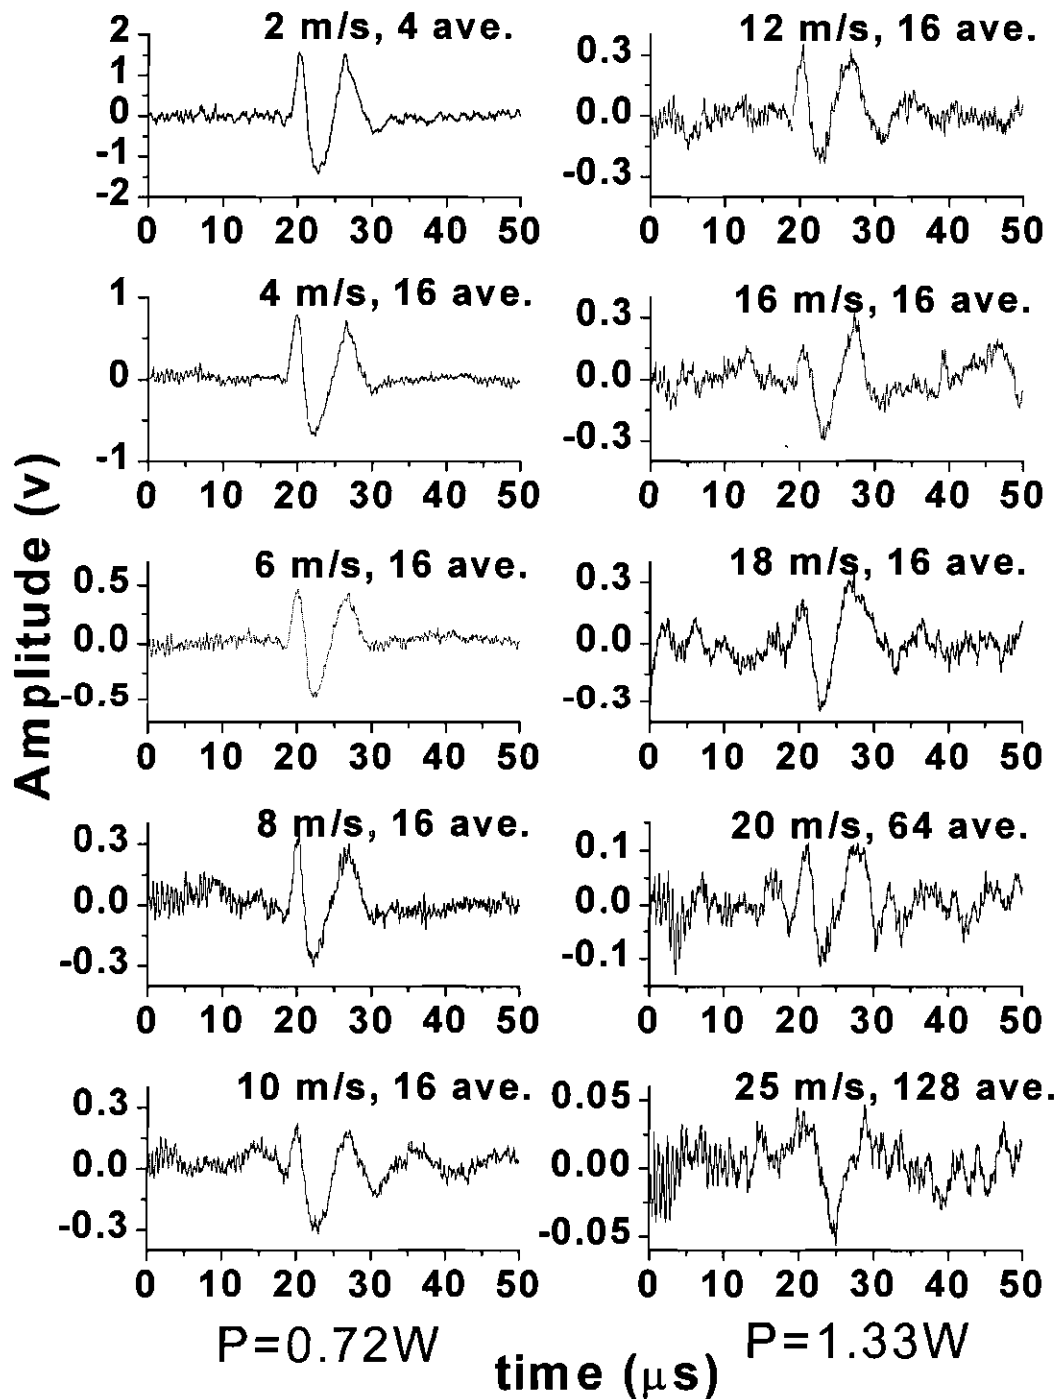 2 m/s, 4 ave.
2
1
0
-1
-2
0 10 20 30 40 50
4 m/s, 16 ave.
1
0
-1
0 10 20 30 40 50
6 m/s, 16 ave.
0.5
0.0
-0.5
0 10 20 30 40 50
8 m/s, 16 ave.
0.3
0.0
-0.3
0 10 20 30 40 50
10 m/s, 16 ave.
0.3
0.0
-0.3
0 10 20 30 40 50
P=0.72W
12 m/s, 16 ave.
0.3
0.0
-0.3
0 10 20 30 40 50
16 m/s, 16 ave.
0.3
0.0
-0.3
0 10 20 30 40 50
18 m/s, 16 ave.
0.3
0.0
-0.3
0 10 20 30 40 50
20 m/s, 64 ave.
0.1
0.0
-0.1
0 10 20 30 40 50
25 m/s, 128 ave.
0.05
0.00
-0.05
0 10 20 30 40 50
P=1.33W
Amplitude (v)
time (μs)